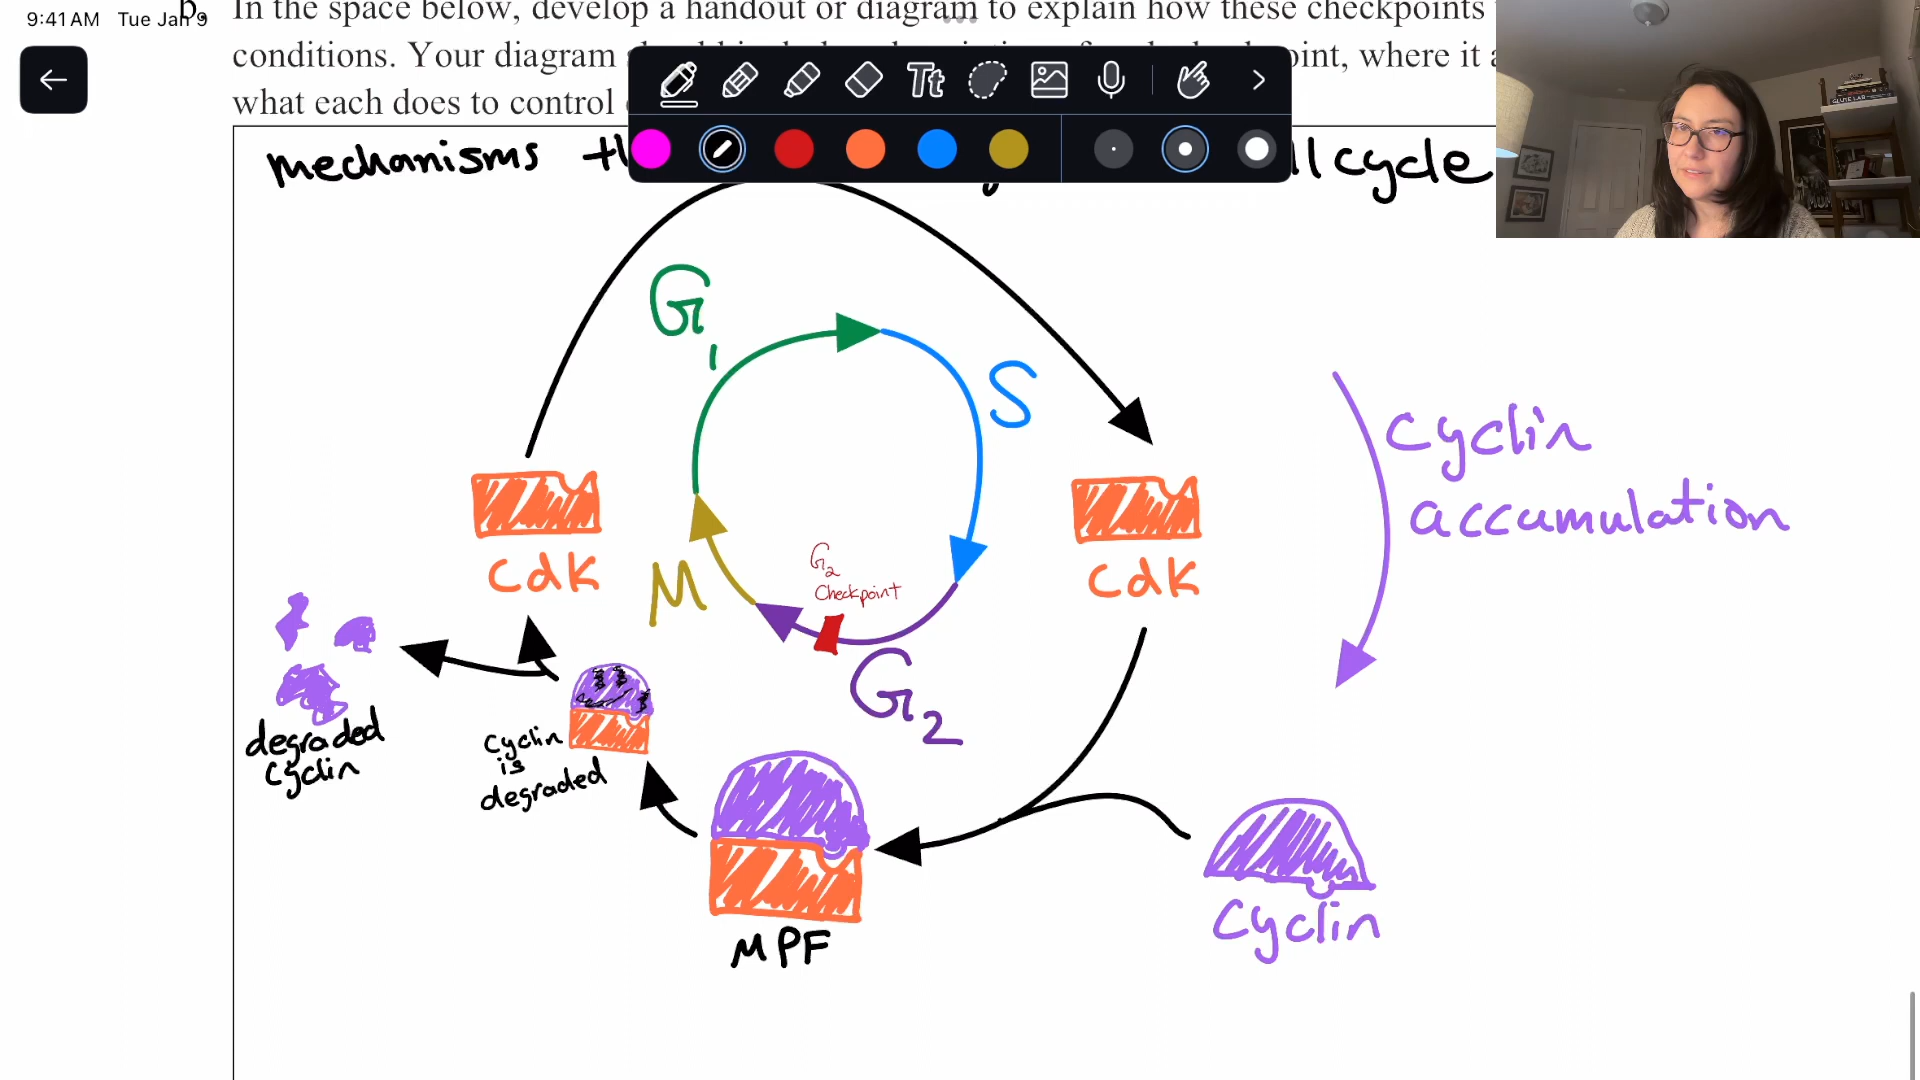 9:41 AM Tue Jan 9
b. In the space below, develop a handout or diagram to explain how these checkpoints
conditions. Your diagram
what each does to control
point, where it
Tt
mechanisms
cell cycle
G1
S
Cyclin
accumulation
Cdk
Cdk
G2
Checkpoint
M
G2
degraded
cyclin
Cyclin
is
degraded
MPF
Cyclin